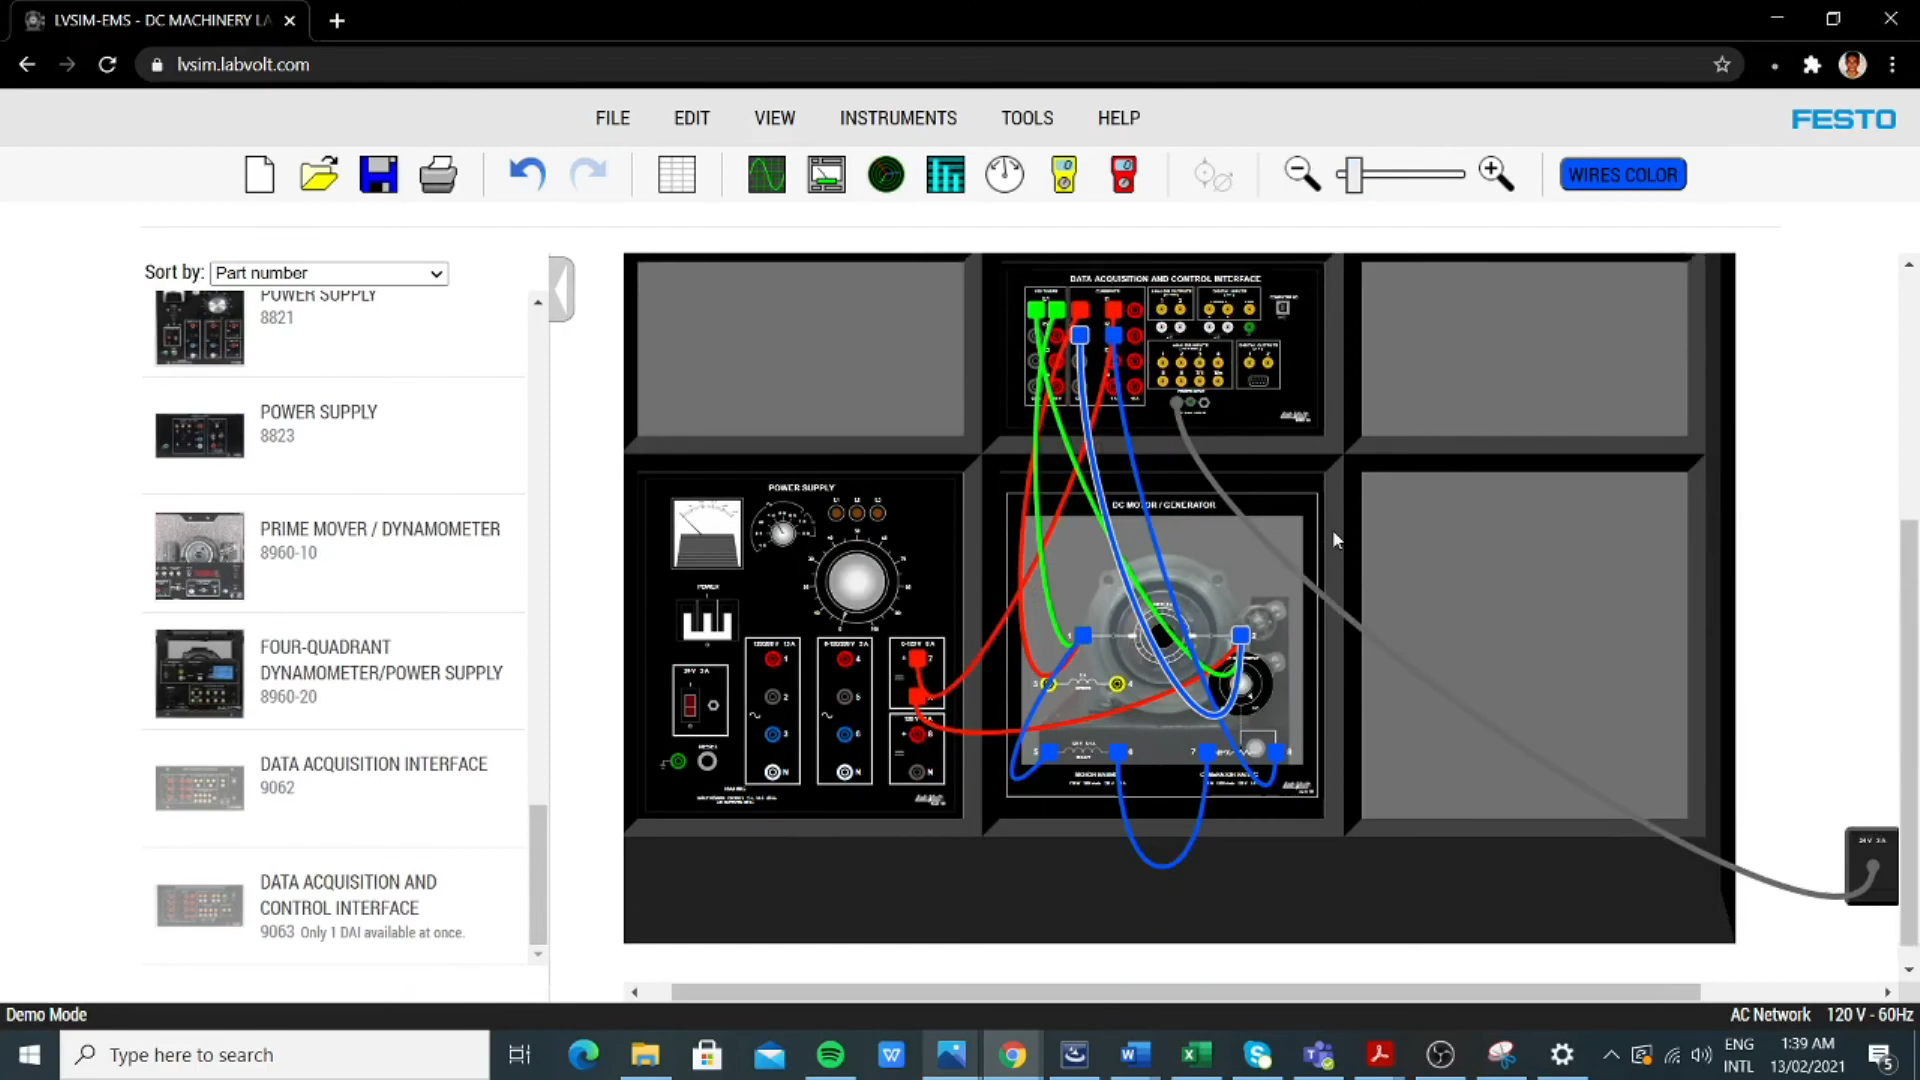 LVSIM-EMS - DC MACHINERY LA
lvsim.labvolt.com
FILE EDIT VIEW INSTRUMENTS TOOLS HELP
FESTO
WIRES COLOR
Sort by: Part number
POWER SUPPLY
8821
POWER SUPPLY
8823
PRIME MOVER / DYNAMOMETER
8960-10
FOUR-QUADRANT
DYNAMOMETER/POWER SUPPLY
8960-20
DATA ACQUISITION INTERFACE
9062
DATA ACQUISITION AND
CONTROL INTERFACE
9063 Only 1 DAI available at once.
DATA ACQUISITION AND CONTROL INTERFACE
POWER SUPPLY
POWER
DC MOTOR / GENERATOR
24 V 3 A
Demo Mode
AC Network 120 V - 60Hz
Type here to search
ENG
INTL
1:39 AM
13/02/2021
5